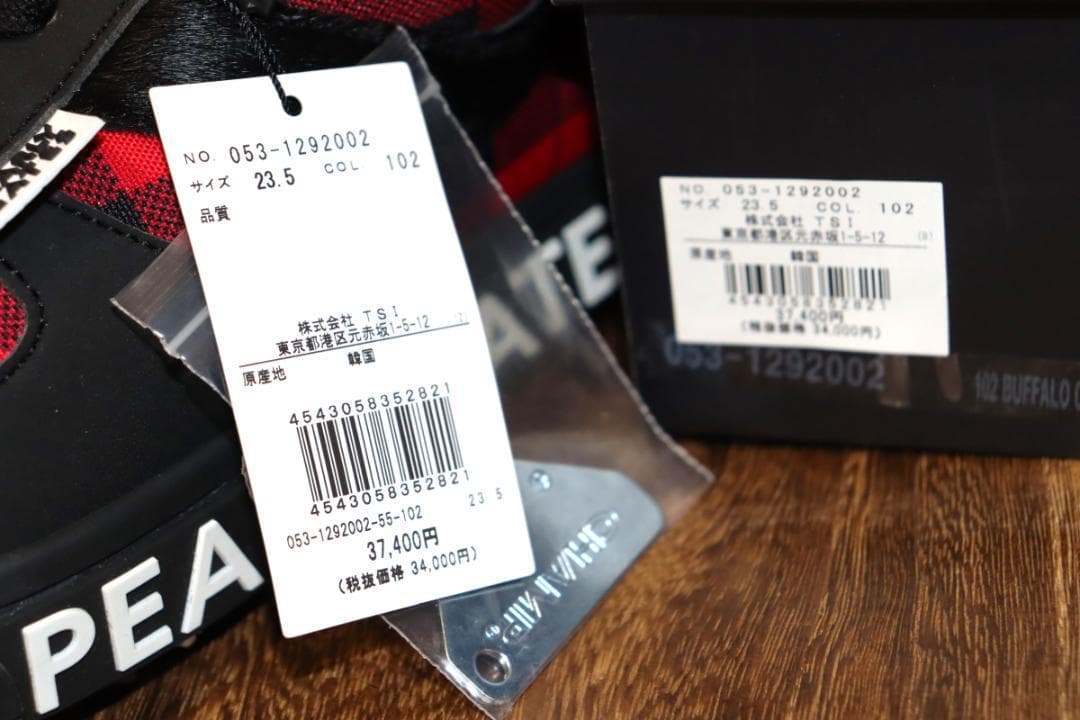 NO. 053-1292002
サイズ 23.5 COL. 102
品質
株式会社 TSI
東京都港区元赤坂1-5-12 (2)
原産地 韓国
4543058352821
4543058352821
053-1292002-55-102 23.5
37,400円
(税抜価格 34,000円)
NO. 053-1292002
サイズ 23.5 COL. 102
株式会社 TSI
東京都港区元赤坂1-5-12 (8)
原産地 韓国
4543058352821
37,400円
(税抜価格 34,000円)
053-1292002
102 BUFFALO
PEA
ATE